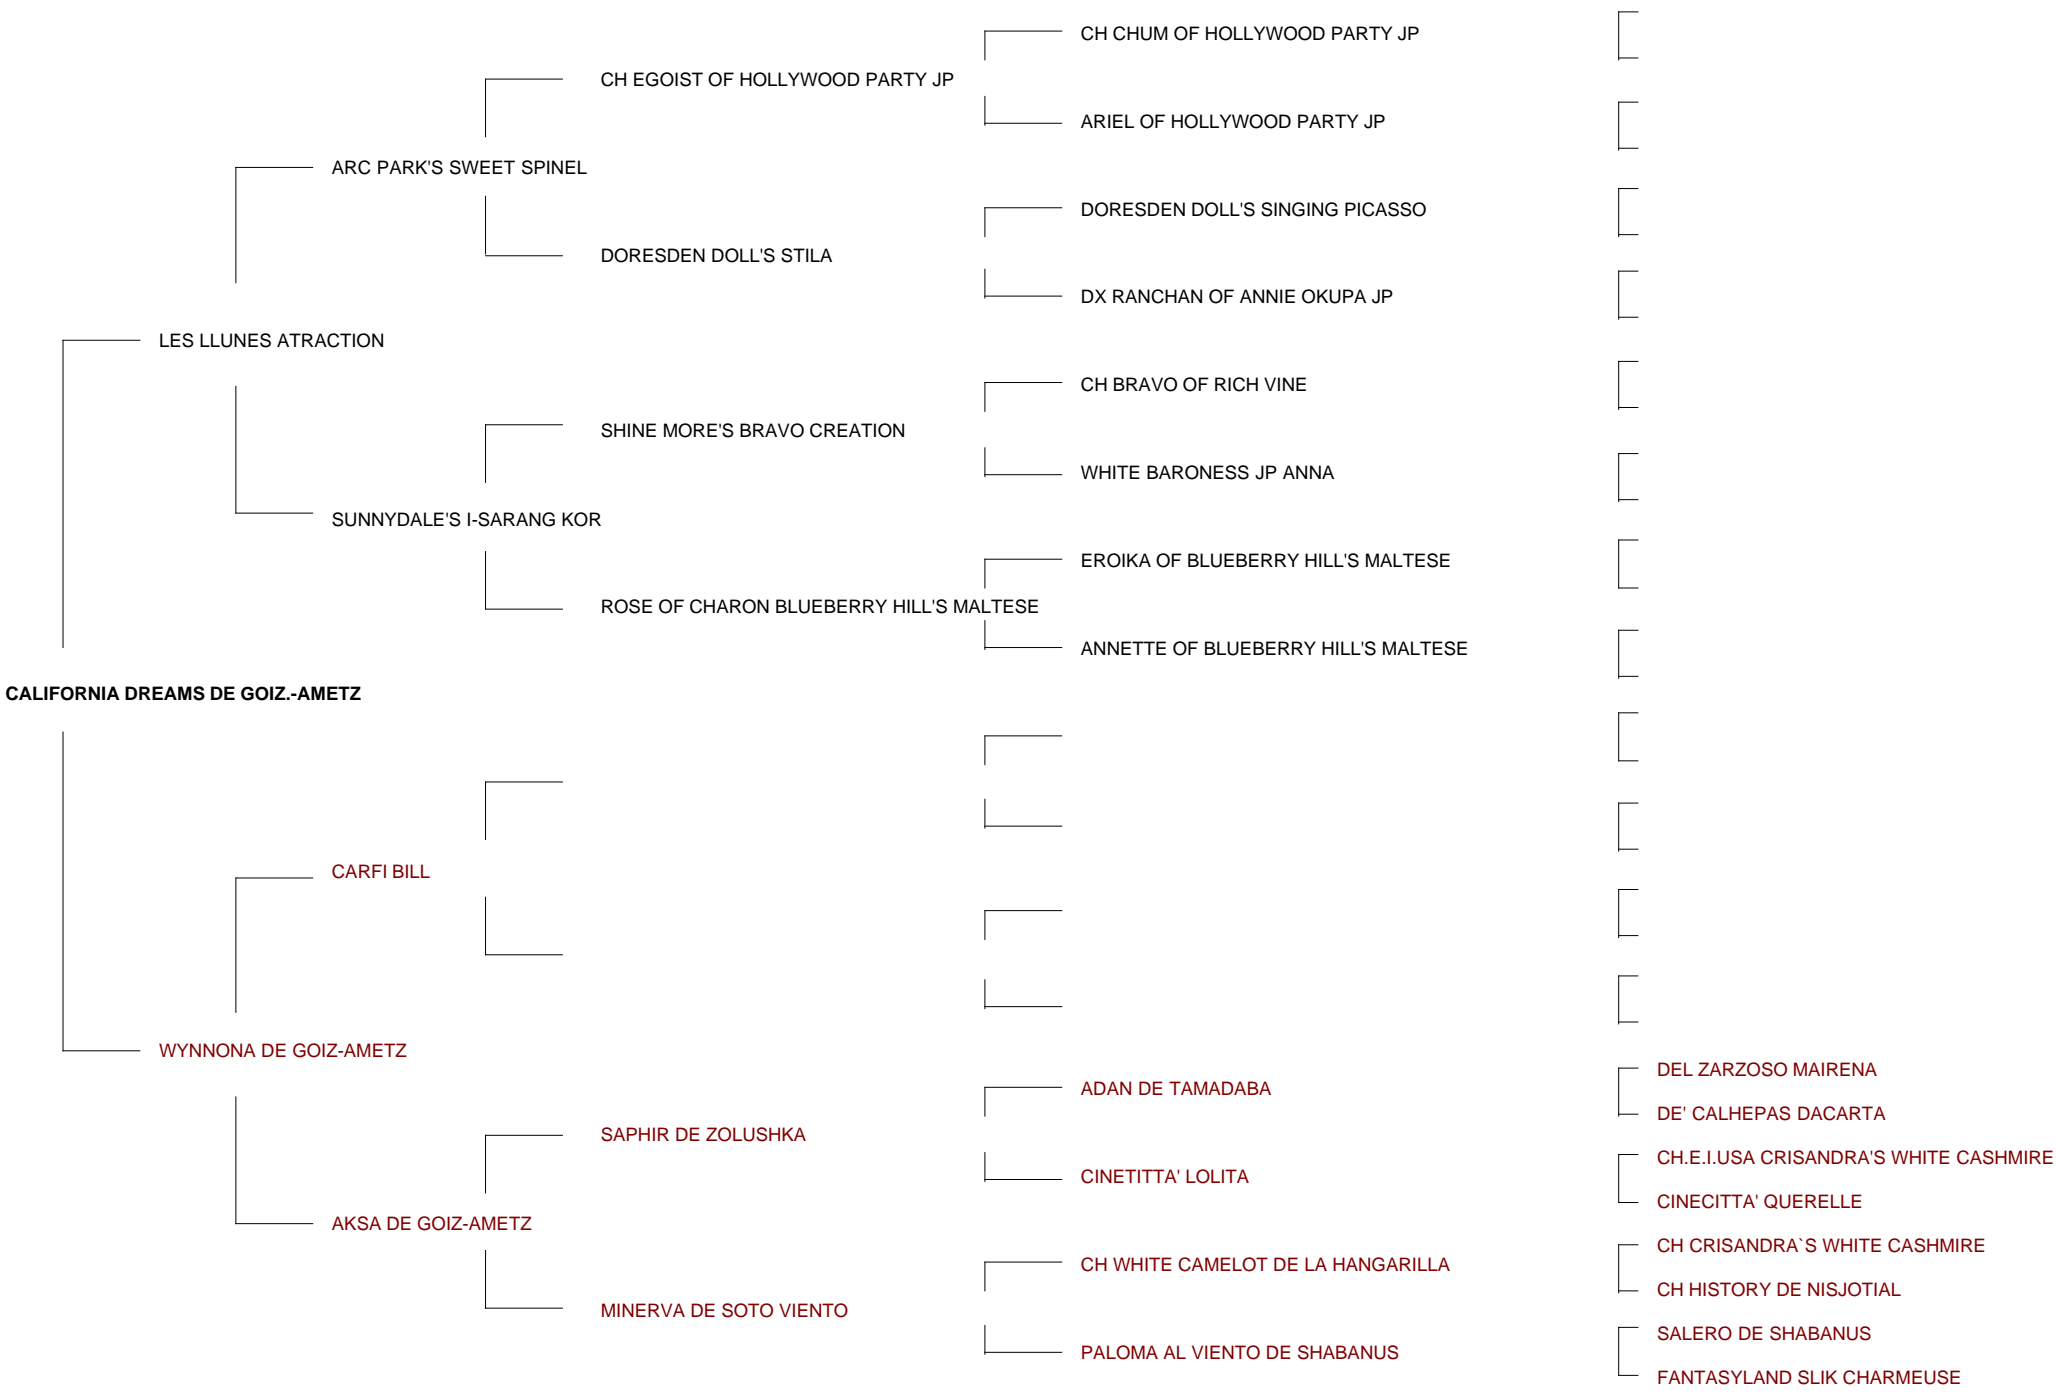 CH CHUM OF HOLLYWOOD PARTY JP
CH EGOIST OF HOLLYWOOD PARTY JP
ARIEL OF HOLLYWOOD PARTY JP
ARC PARK'S SWEET SPINEL
DORESDEN DOLL'S SINGING PICASSO
DORESDEN DOLL'S STILA
DX RANCHAN OF ANNIE OKUPA JP
LES LLUNES ATRACTION
CH BRAVO OF RICH VINE
SHINE MORE'S BRAVO CREATION
WHITE BARONESS JP ANNA
SUNNYDALE'S I-SARANG KOR
EROIKA OF BLUEBERRY HILL'S MALTESE
ROSE OF CHARON BLUEBERRY HILL'S MALTESE
ANNETTE OF BLUEBERRY HILL'S MALTESE
CALIFORNIA DREAMS DE GOIZ.-AMETZ
CARFI BILL
WYNNONA DE GOIZ-AMETZ
DEL ZARZOSO MAIRENA
ADAN DE TAMADABA
DE' CALHEPAS DACARTA
SAPHIR DE ZOLUSHKA
CH.E.I.USA CRISANDRA'S WHITE CASHMIRE
CINETITTA' LOLITA
CINECITTA' QUERELLE
AKSA DE GOIZ-AMETZ
CH CRISANDRA`S WHITE CASHMIRE
CH WHITE CAMELOT DE LA HANGARILLA
CH HISTORY DE NISJOTIAL
MINERVA DE SOTO VIENTO
SALERO DE SHABANUS
PALOMA AL VIENTO DE SHABANUS
FANTASYLAND SLIK CHARMEUSE